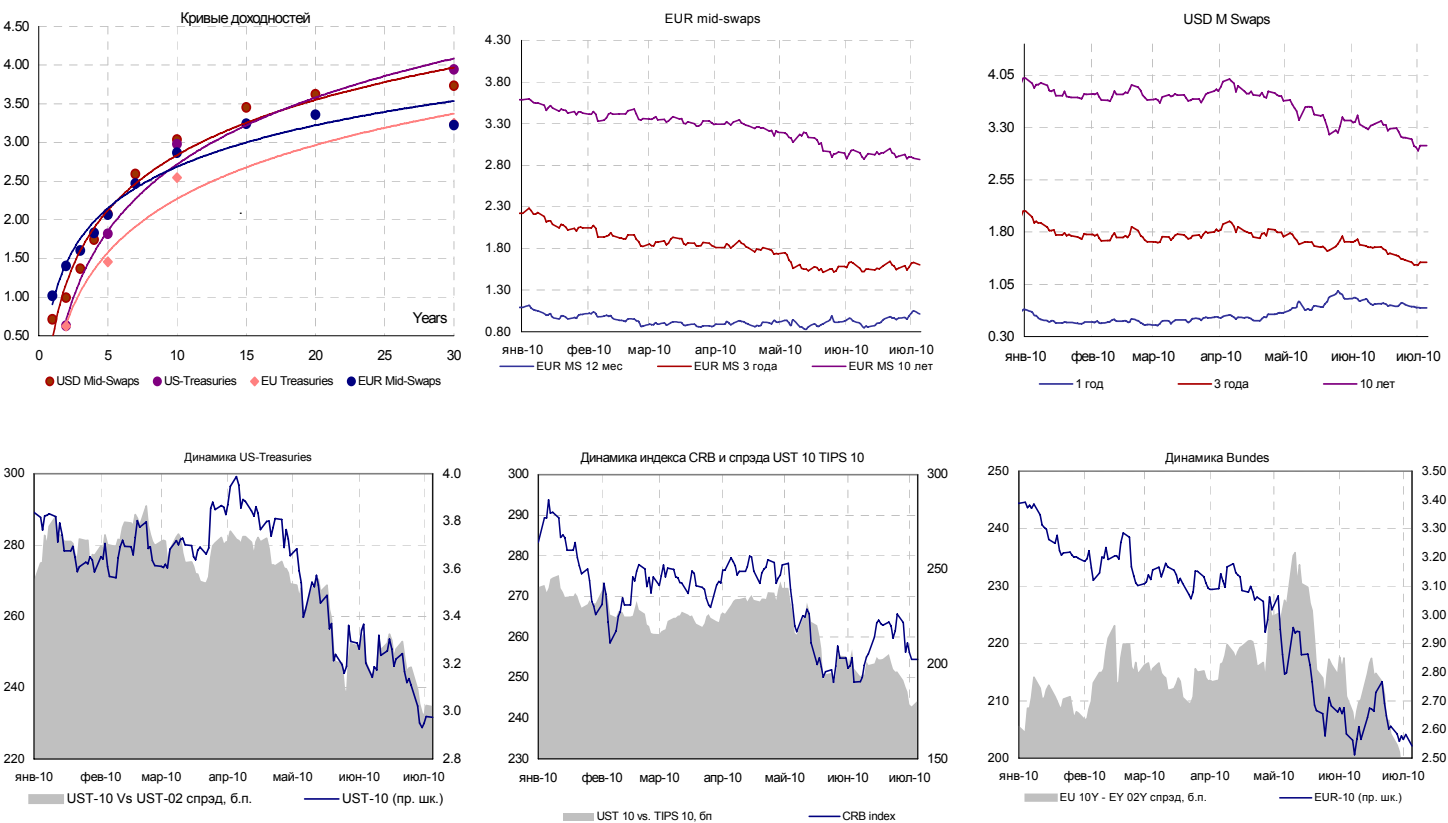 Кривые доходностей
4.50
4.00
3.50
3.00
2.50
2.00
1.50
1.00
0.50
Years
0 5 10 15 20 30
USD Mid-Swaps US-Treasuries EU Treasuries EUR Mid-Swaps
EUR mid-swaps
4.30
3.80
3.30
2.80
2.30
1.80
1.30
0.80
янв-10 фев-10 мар-10 апр-10 май-10 июн-10 июл-10
EUR MS 12 мес EUR MS 3 года EUR MS 10 лет
USD M Swaps
4.05
3.30
2.55
1.80
1.05
0.30
янв-10 фев-10 мар-10 апр-10 май-10 июн-10 июл-10
1 год 3 года 10 лет
Динамика US-Treasuries
300 4.0
3.8
280
3.6
3.4
260
3.2
240
3.0
220 2.8
янв-10 фев-10 мар-10 апр-10 май-10 июн-10 июл-10
UST-10 Vs UST-02 спрэд, б.п. UST-10 (пр. шк.)
Динамика индекса CRB и спрэда UST 10 TIPS 10
300 300
290
280
250
270
260
200
250
240
230 150
янв-10 фев-10 мар-10 апр-10 май-10 июн-10 июл-10
UST 10 vs. TIPS 10, бп CRB index
Динамика Bundes
250 3.50
3.40
240 3.30
3.20
230 3.10
3.00
220 2.90
2.80
210 2.70
2.60
200 2.50
янв-10 фев-10 мар-10 апр-10 май-10 июн-10 июл-10
EU 10Y - EY 02Y спрэд, б.п. EUR-10 (пр. шк.)